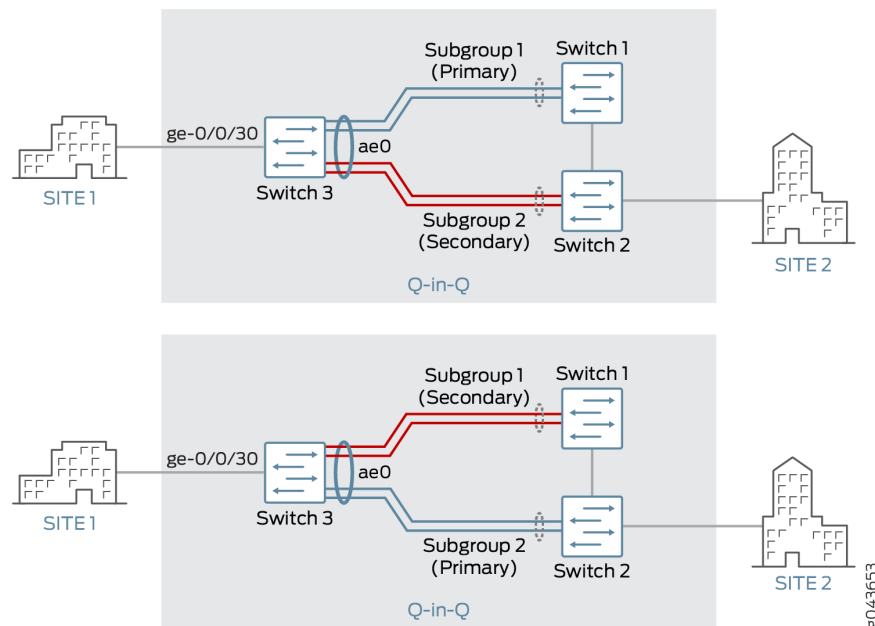 Subgroup 1
(Primary)
Switch 1
ge-0/0/30
ae0
SITE 1
Switch 3
Subgroup 2
(Secondary)
Switch 2
SITE 2
Q-in-Q
Subgroup 1
(Secondary)
Switch 1
ge-0/0/30
ae0
SITE 1
Switch 3
Subgroup 2
(Primary)
Switch 2
SITE 2
Q-in-Q
g043653